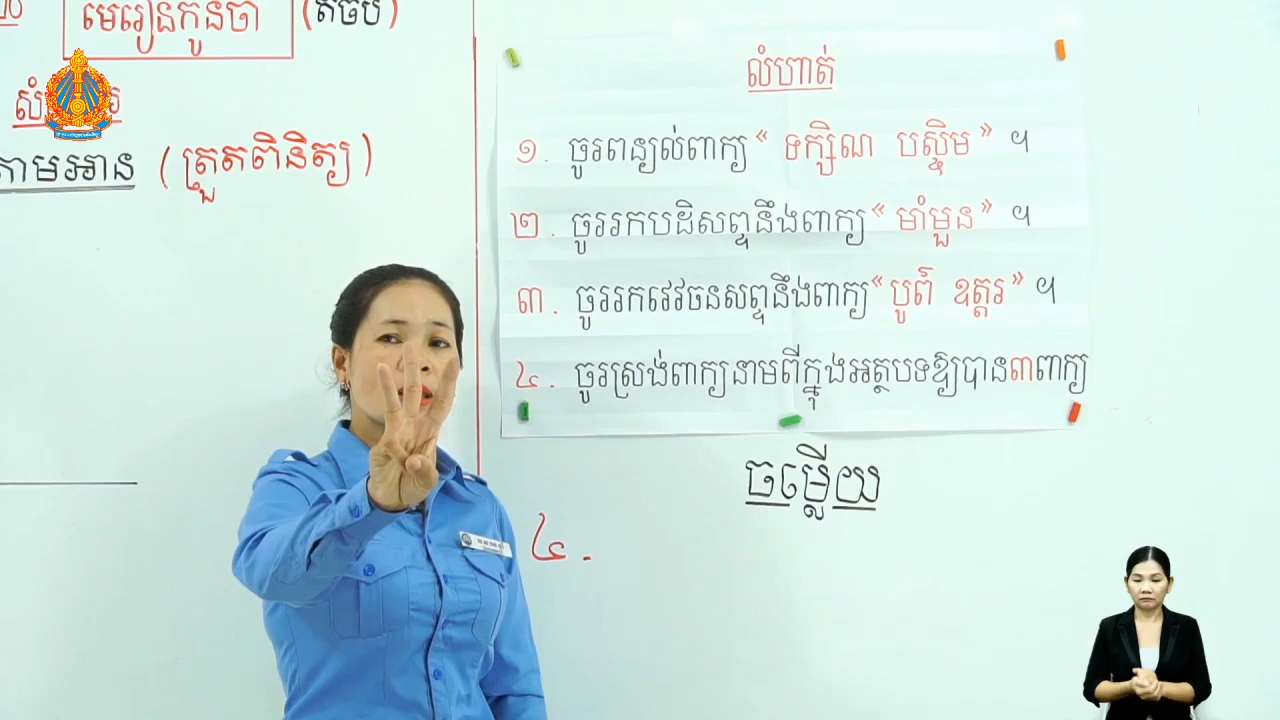 មេរៀនកូនចា (តចប់)
តាមអាន (ត្រួតពិនិត្យ)
លំហាត់
១. ចូរពន្យល់ពាក្យ «ទក្សិណ បស្ចិម» ។
២. ចូររកបដិសព្ទនឹងពាក្យ «មាំមួន» ។
៣. ចូររកវេវចនសព្ទនឹងពាក្យ «បូព៌ ឧត្តរ» ។
៤. ចូរស្រង់ពាក្យនាមពីក្នុងអត្ថបទឱ្យបាន៣ពាក្យ
ចម្លើយ
៤.